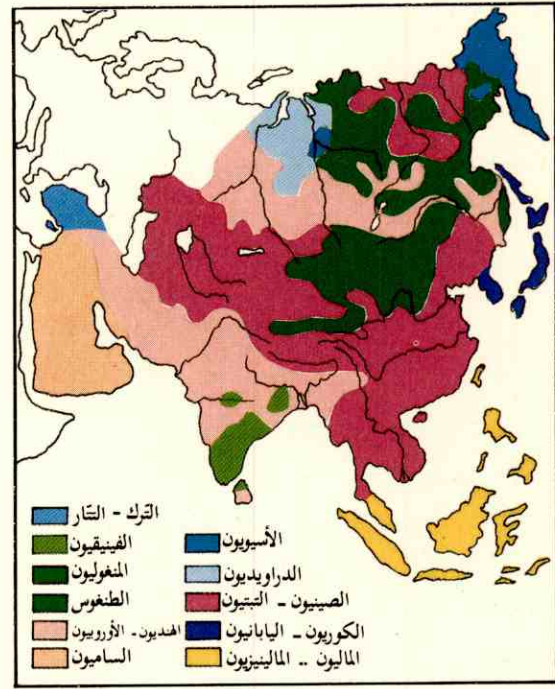 الأسيويون
الدراويديون
الصينيون - التبتيون
الكوريون - اليابانيون
الماليون .. المالينيزيون
الترك - التتار
الفينيقيون
المنغوليون
الطنغوس
الهنديون - الأوروبيون
الساميون